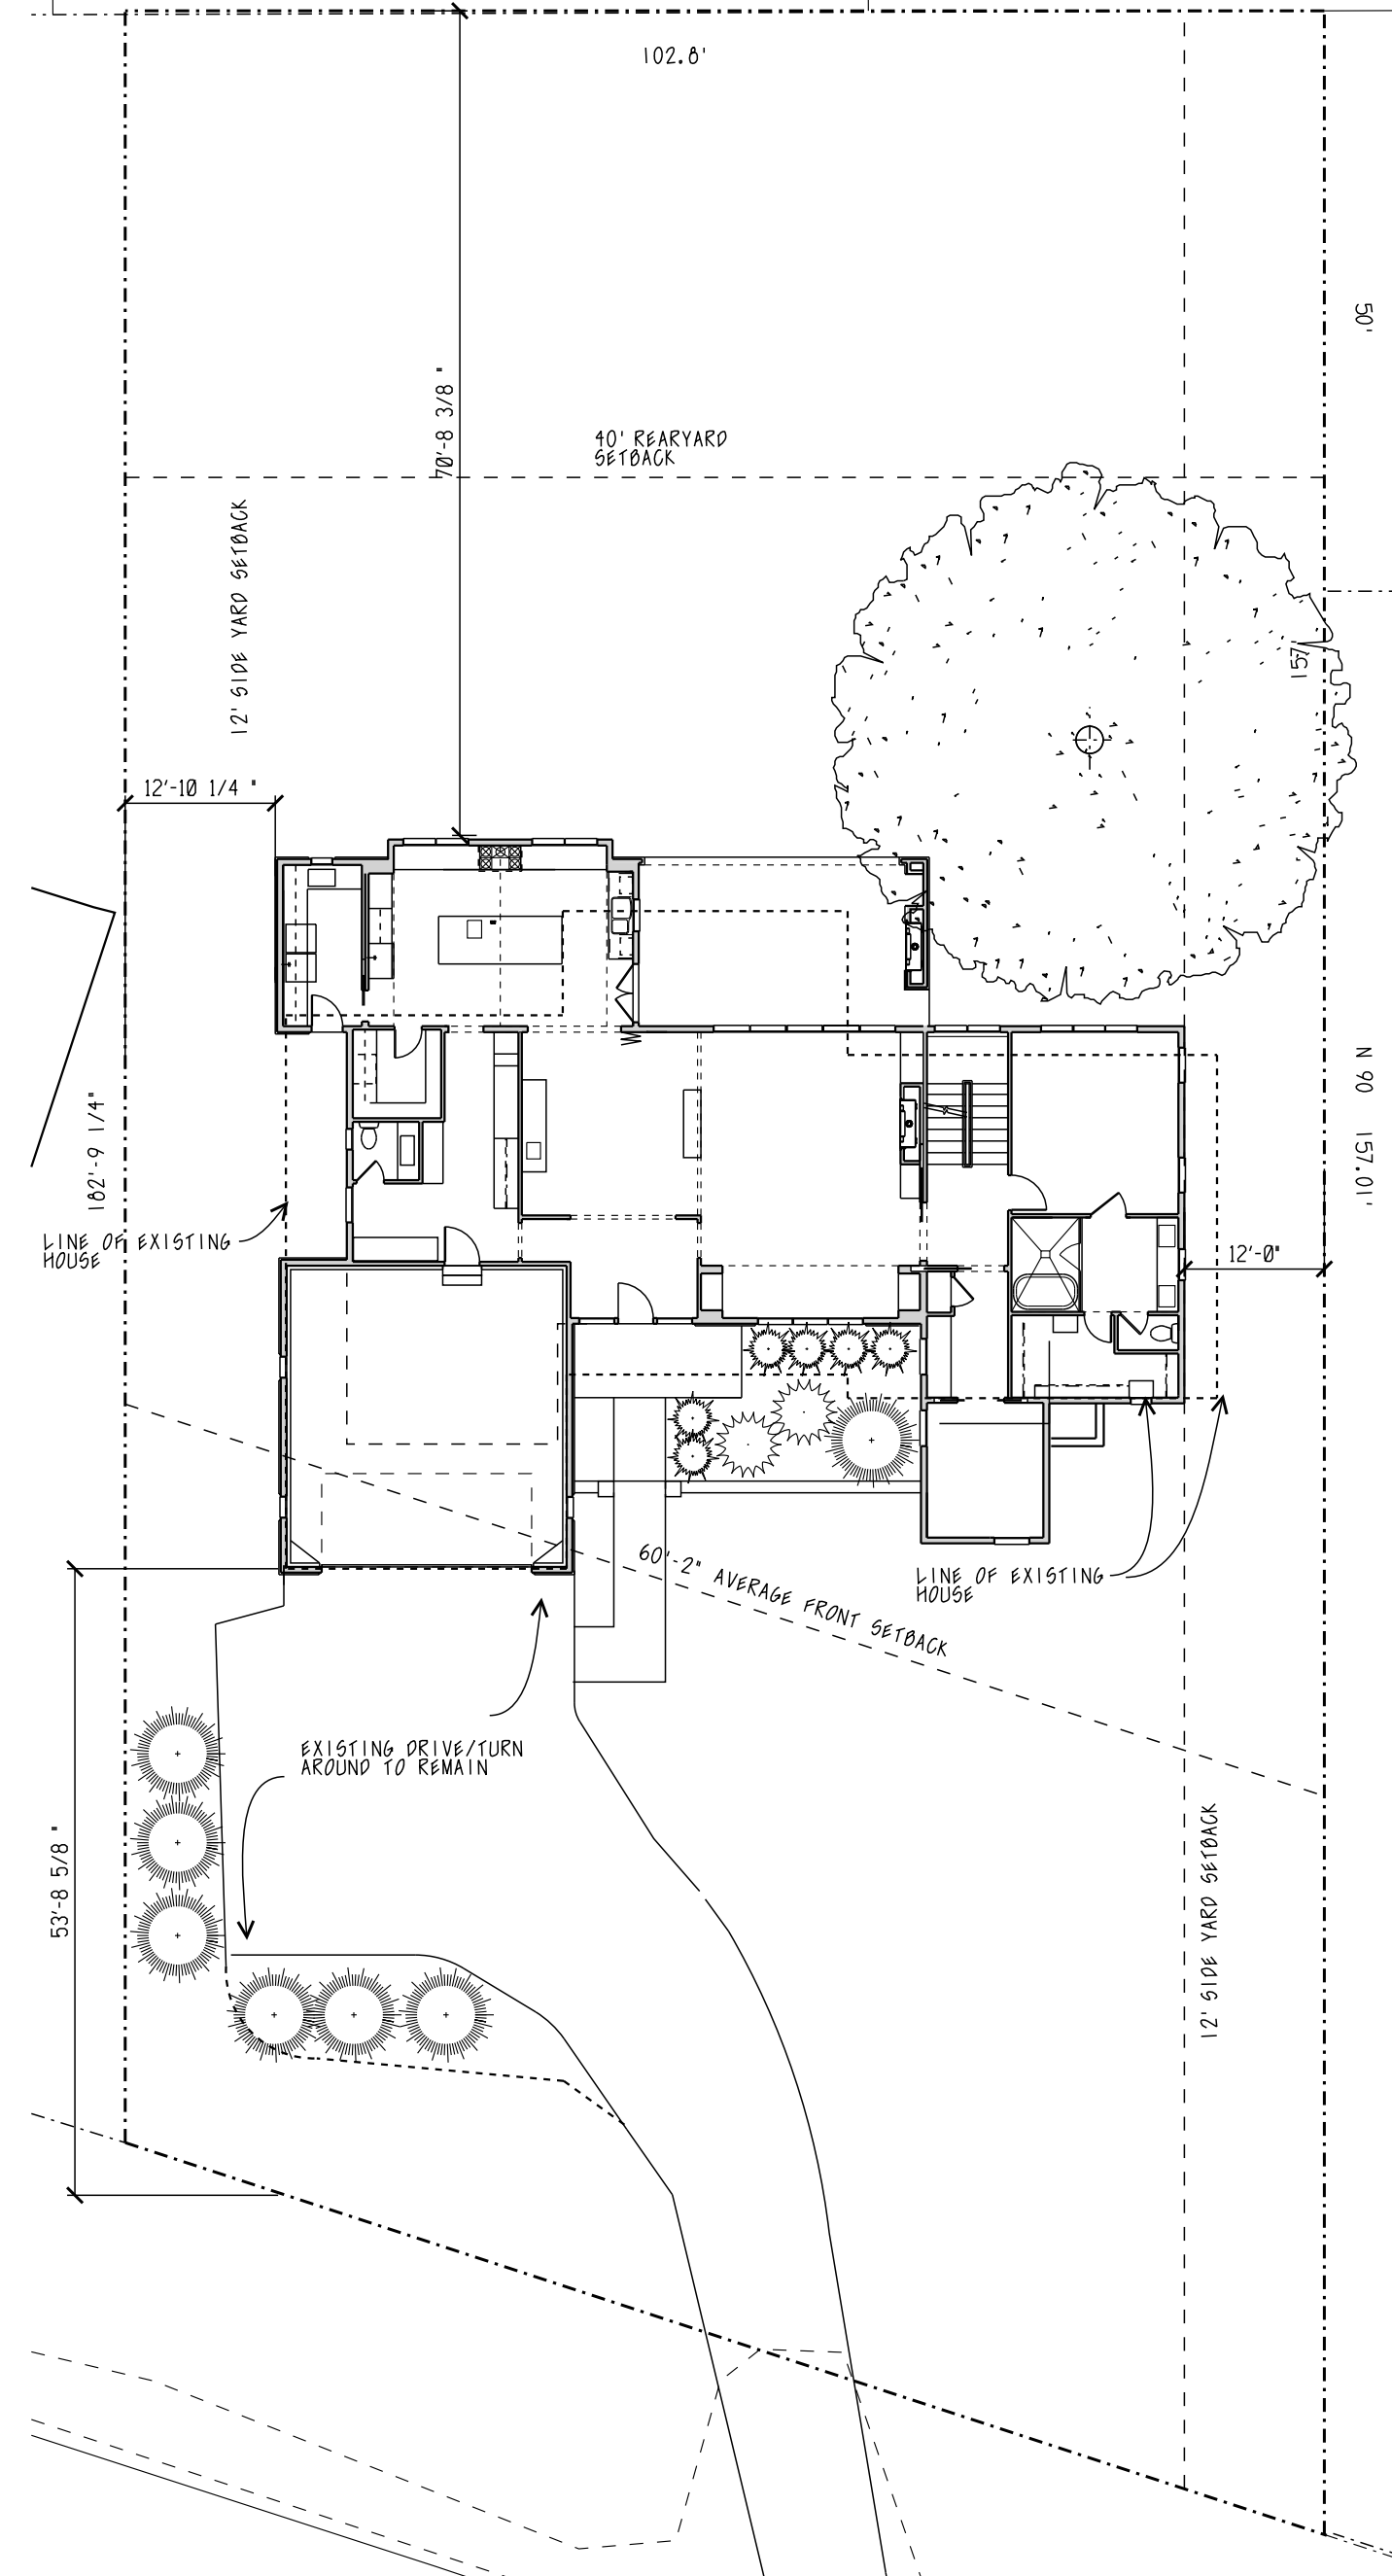 102.8'
50'
70'-8 3/8 "
40' REARYARD
SETBACK
12' SIDE YARD SETBACK
157
12'-10 1/4 "
N 90 157.01'
182'-9 1/4"
LINE OF EXISTING
HOUSE
12'-0"
60'-2" AVERAGE FRONT SETBACK
LINE OF EXISTING
HOUSE
EXISTING DRIVE/TURN
AROUND TO REMAIN
53'-8 5/8 "
12' SIDE YARD SETBACK